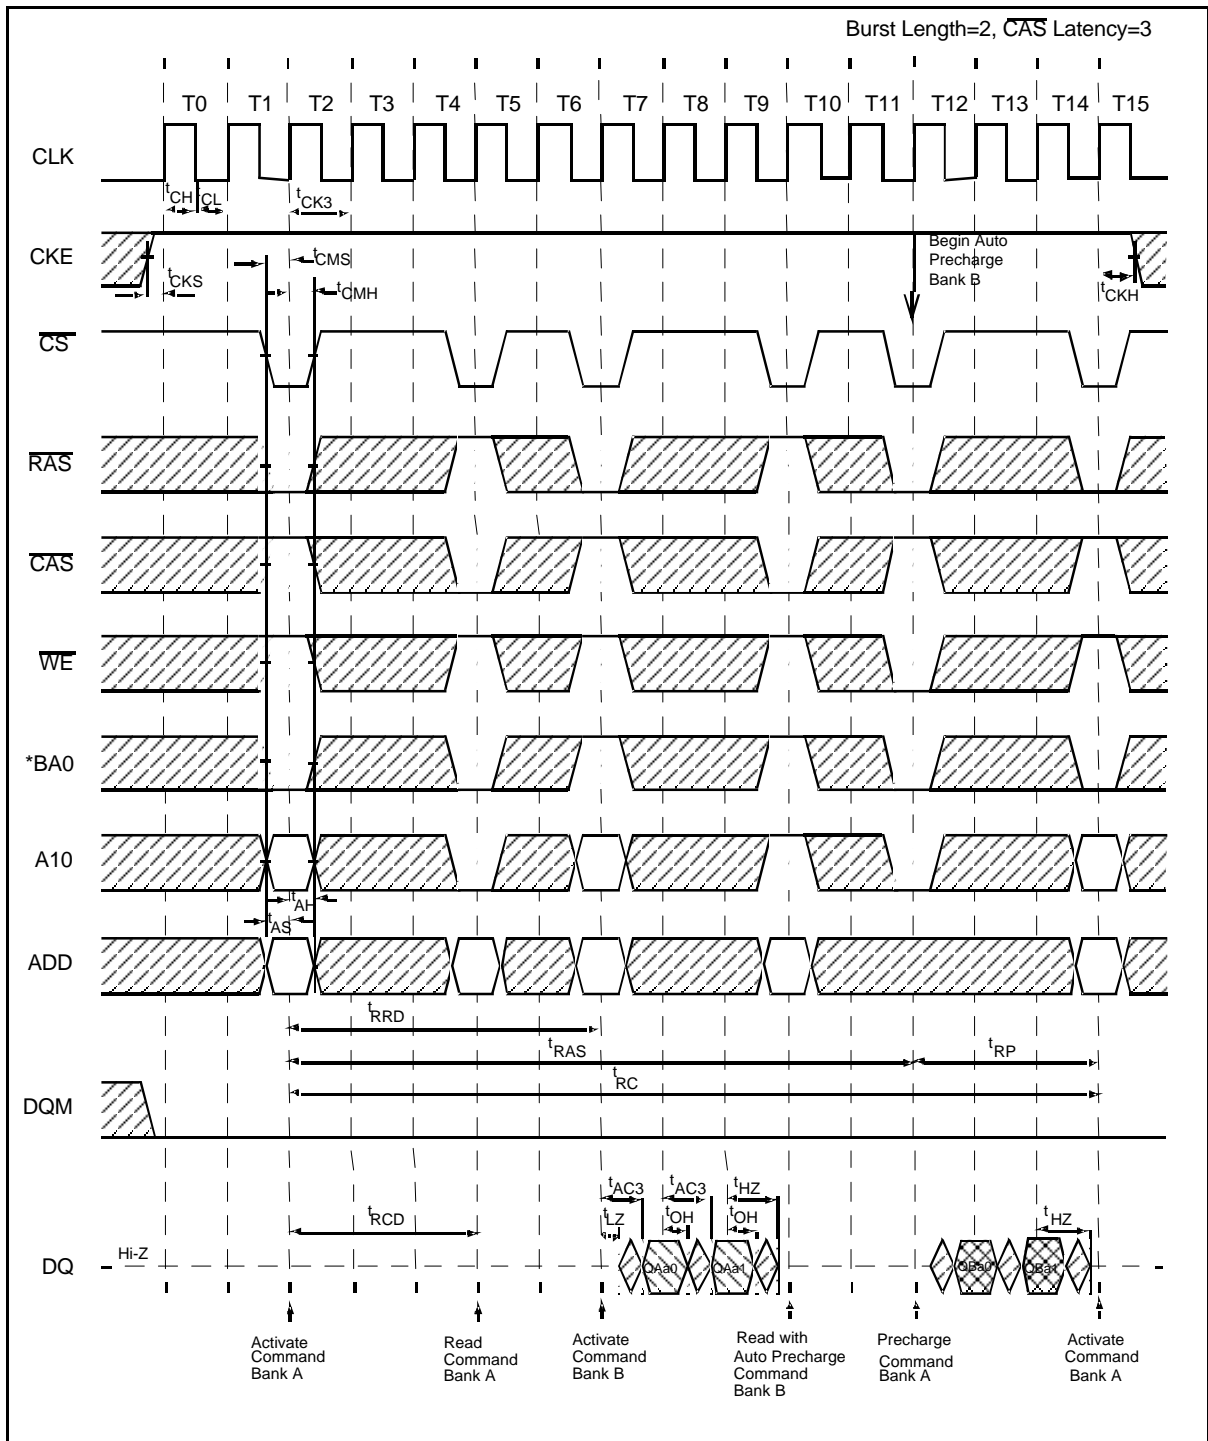 Burst Length=2, CAS Latency=3
T0 T1 T2 T3 T4 T5 T6 T7 T8 T9 T10 T11 T12 T13 T14 T15
CLK
tCH tCL tCK3
CKE
tCKS
tCMS
tCMH
Begin Auto
Precharge
Bank B
tCKH
CS
RAS
CAS
WE
*BA0
A10
tAH
tAS
ADD
tRRD
tRAS
tRP
tRC
DQM
tRCD
tAC3 tAC3 tHZ
tLZ tOH tOH
tHZ
DQ
Hi-Z
QAa0 QAa1 QBa0 QBa1
Activate
Command
Bank A
Read
Command
Bank A
Activate
Command
Bank B
Read with
Auto Precharge
Command
Bank B
Precharge
Command
Bank A
Activate
Command
Bank A